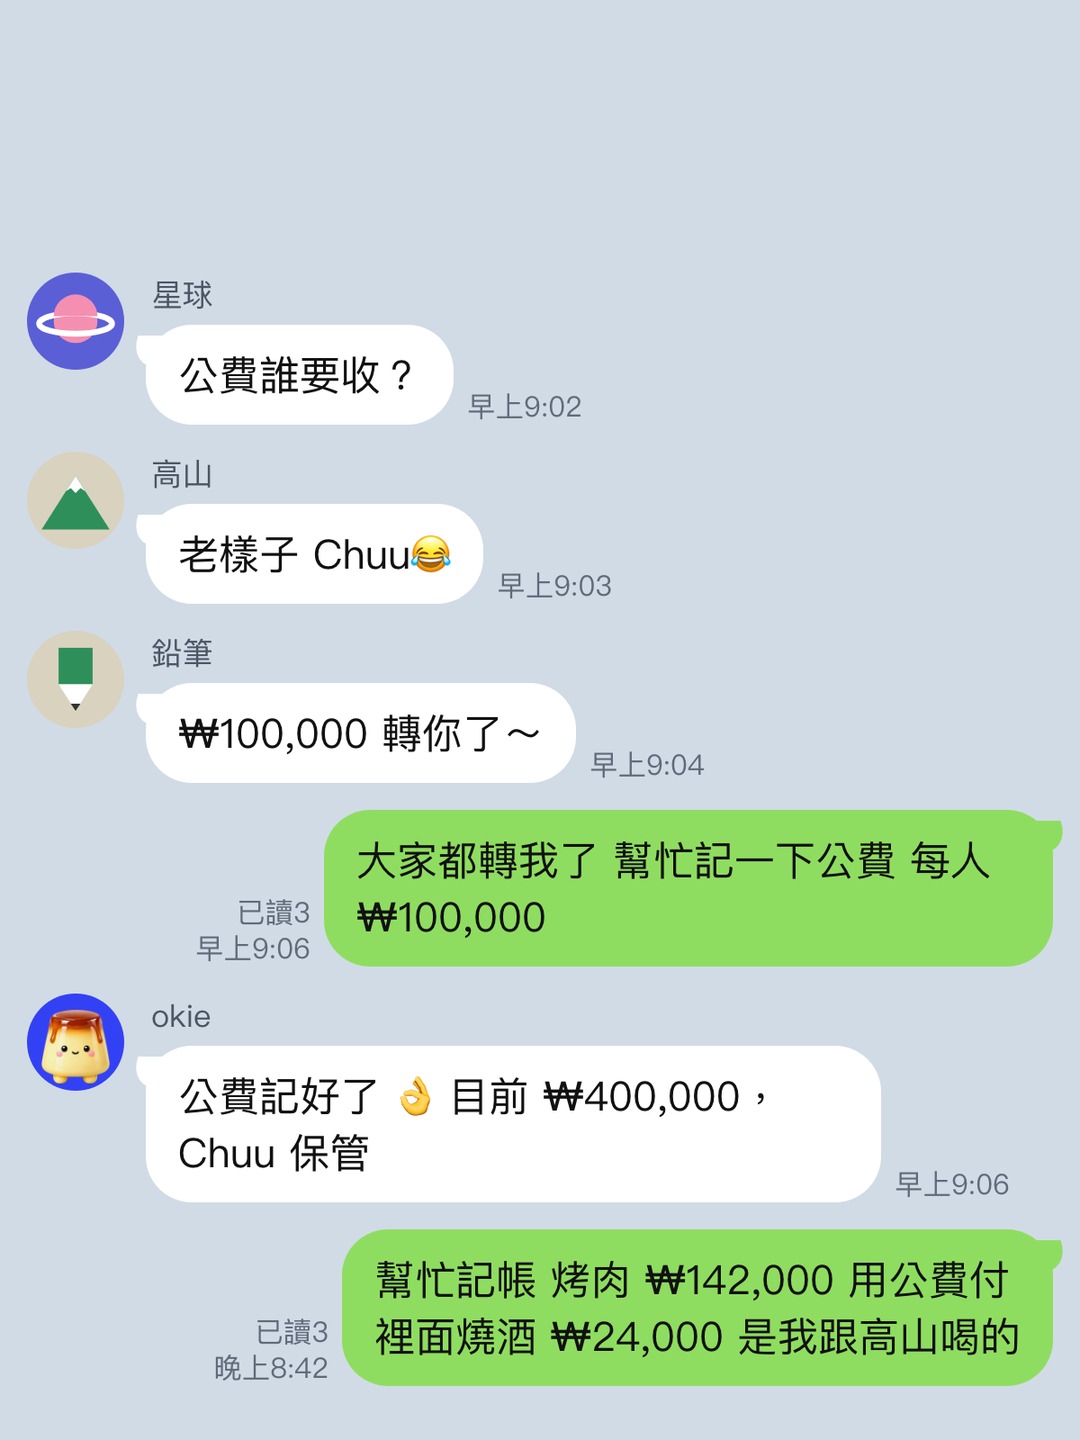 星球
公費誰要收？
早上9:02
高山
老樣子 Chuu😂
早上9:03
鉛筆
₩100,000 轉你了～
早上9:04
大家都轉我了 幫忙記一下公費 每人
₩100,000
已讀3
早上9:06
okie
公費記好了 👌 目前 ₩400,000，
Chuu 保管
早上9:06
幫忙記帳 烤肉 ₩142,000 用公費付
裡面燒酒 ₩24,000 是我跟高山喝的
已讀3
晚上8:42